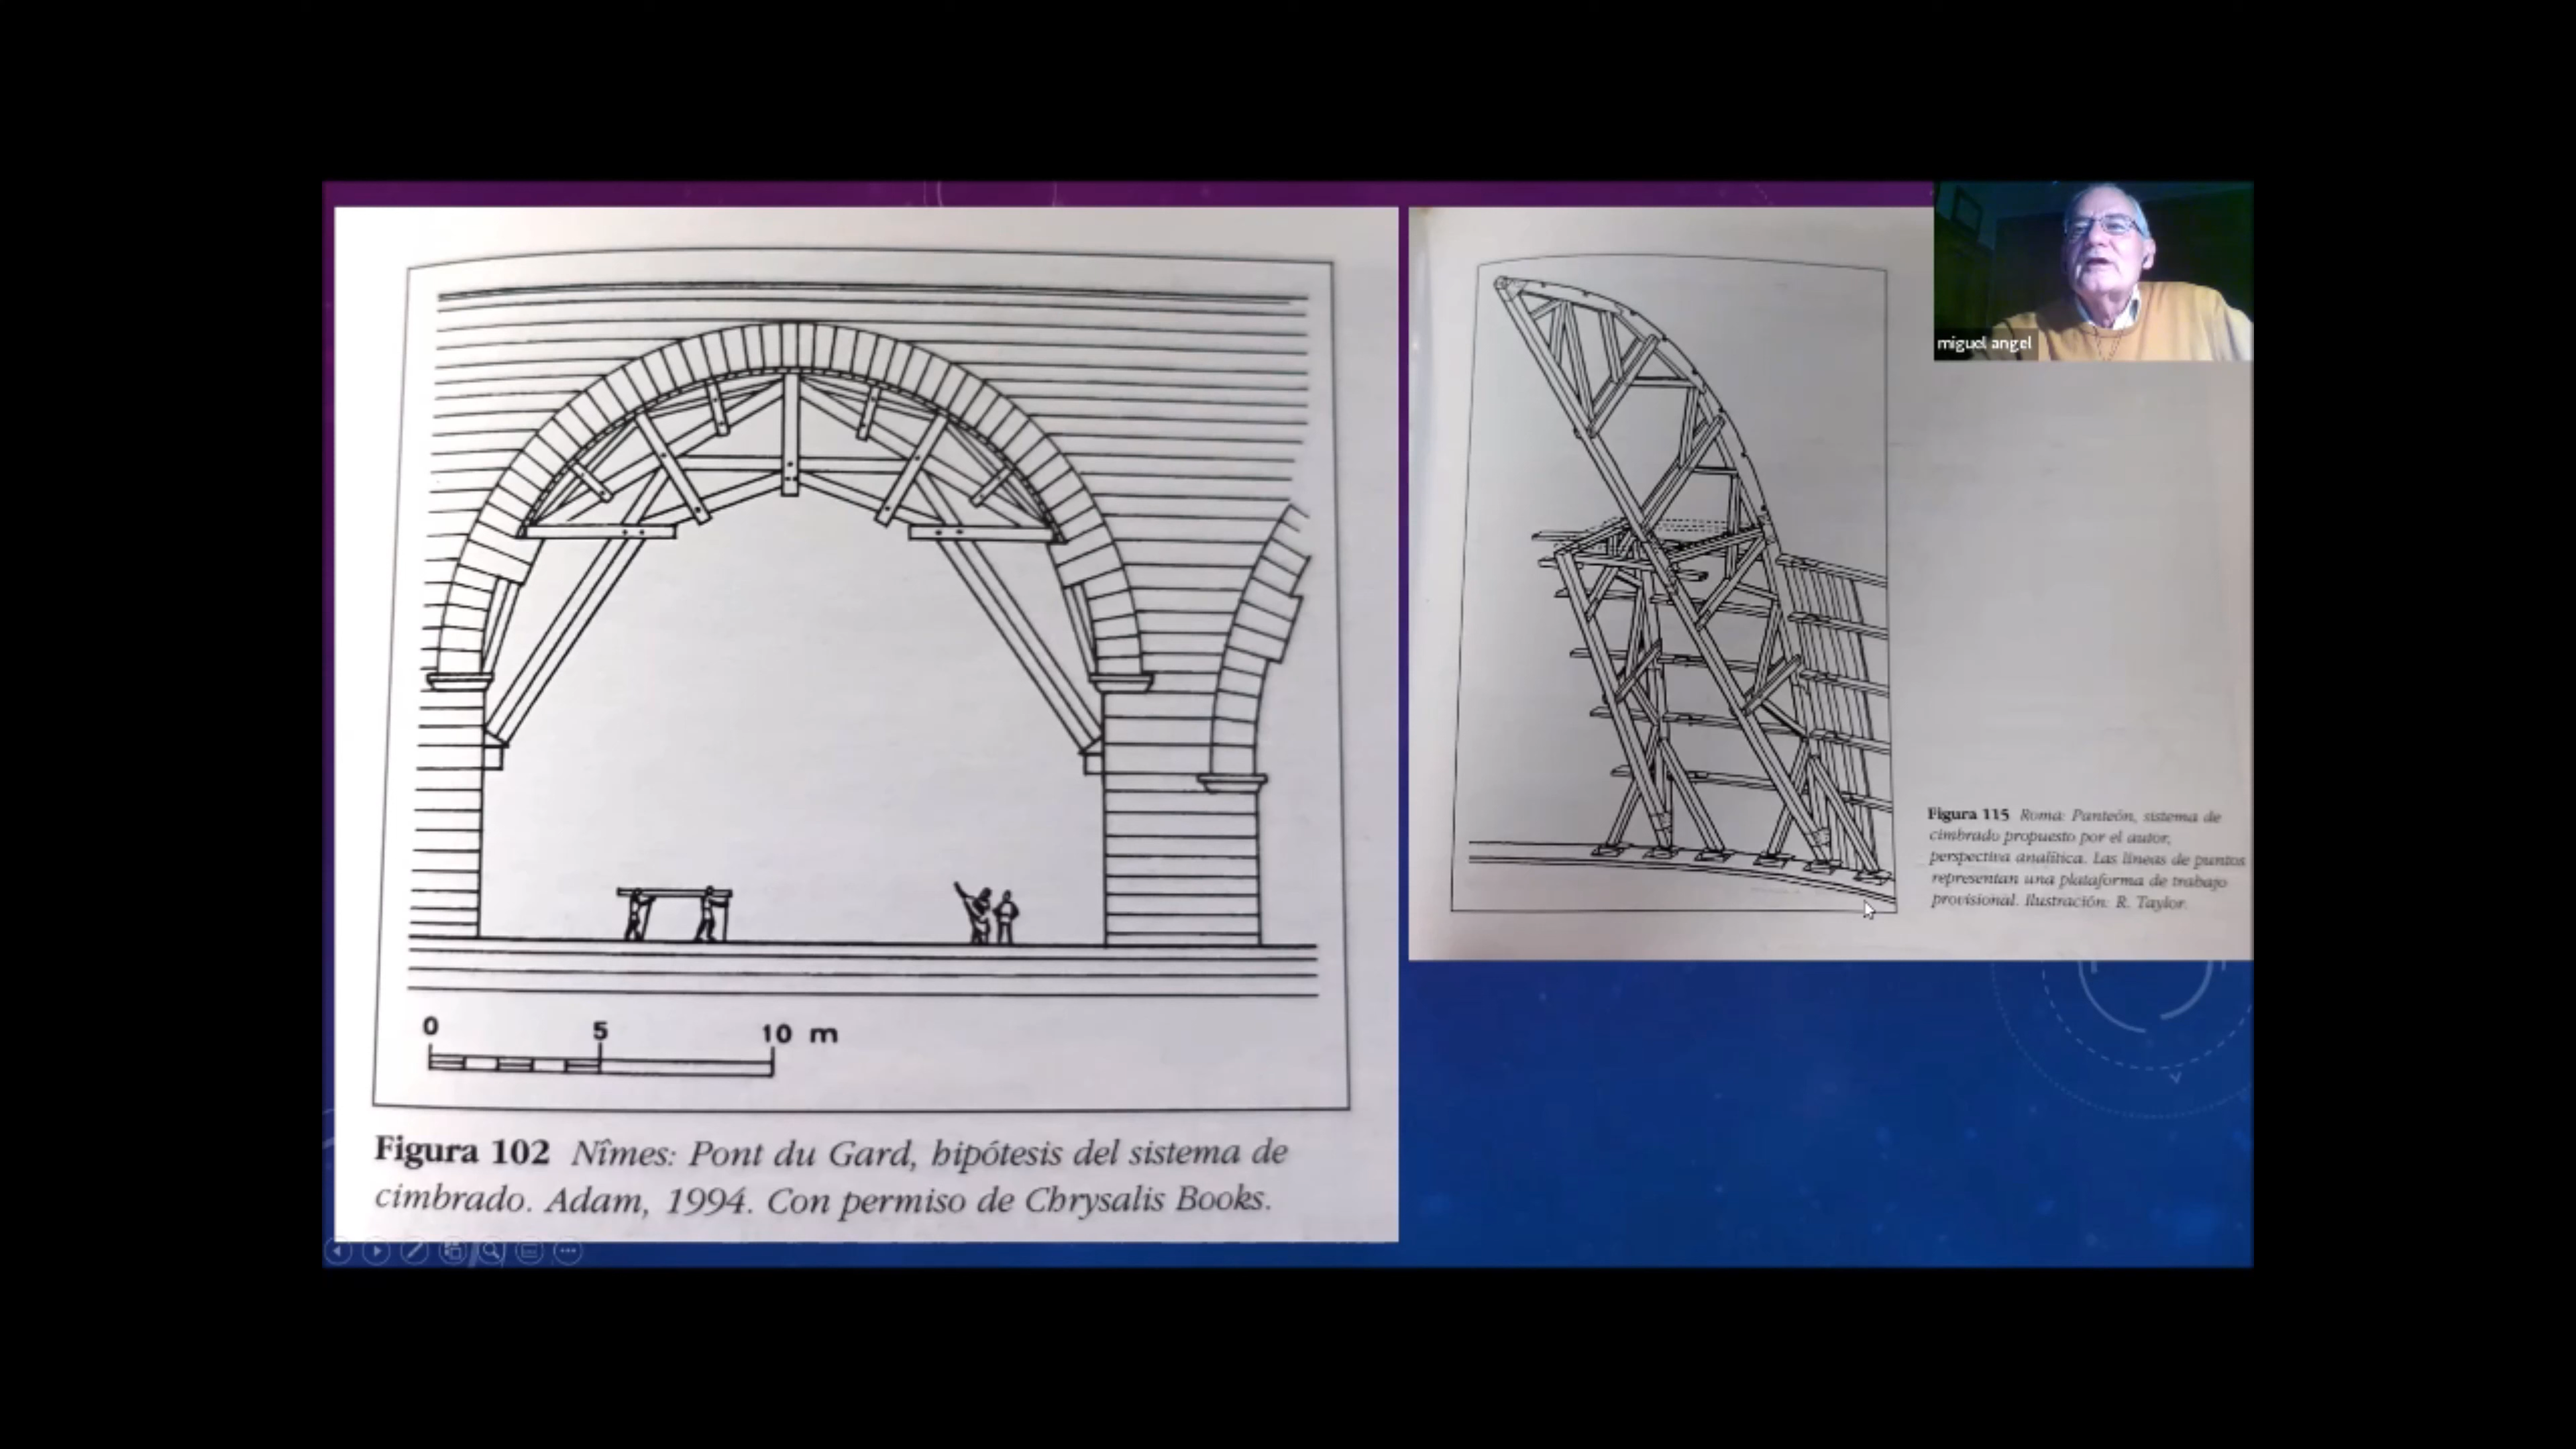 miguel angel
0 5 10 m
Figura 102 Nîmes: Pont du Gard, hipótesis del sistema de
cimbrado. Adam, 1994. Con permiso de Chrysalis Books.
Figura 115 Roma: Panteón, sistema de
cimbrado propuesto por el autor,
perspectiva analítica. Las líneas de puntos
representan una plataforma de trabajo
provisional. Ilustración: R. Taylor.